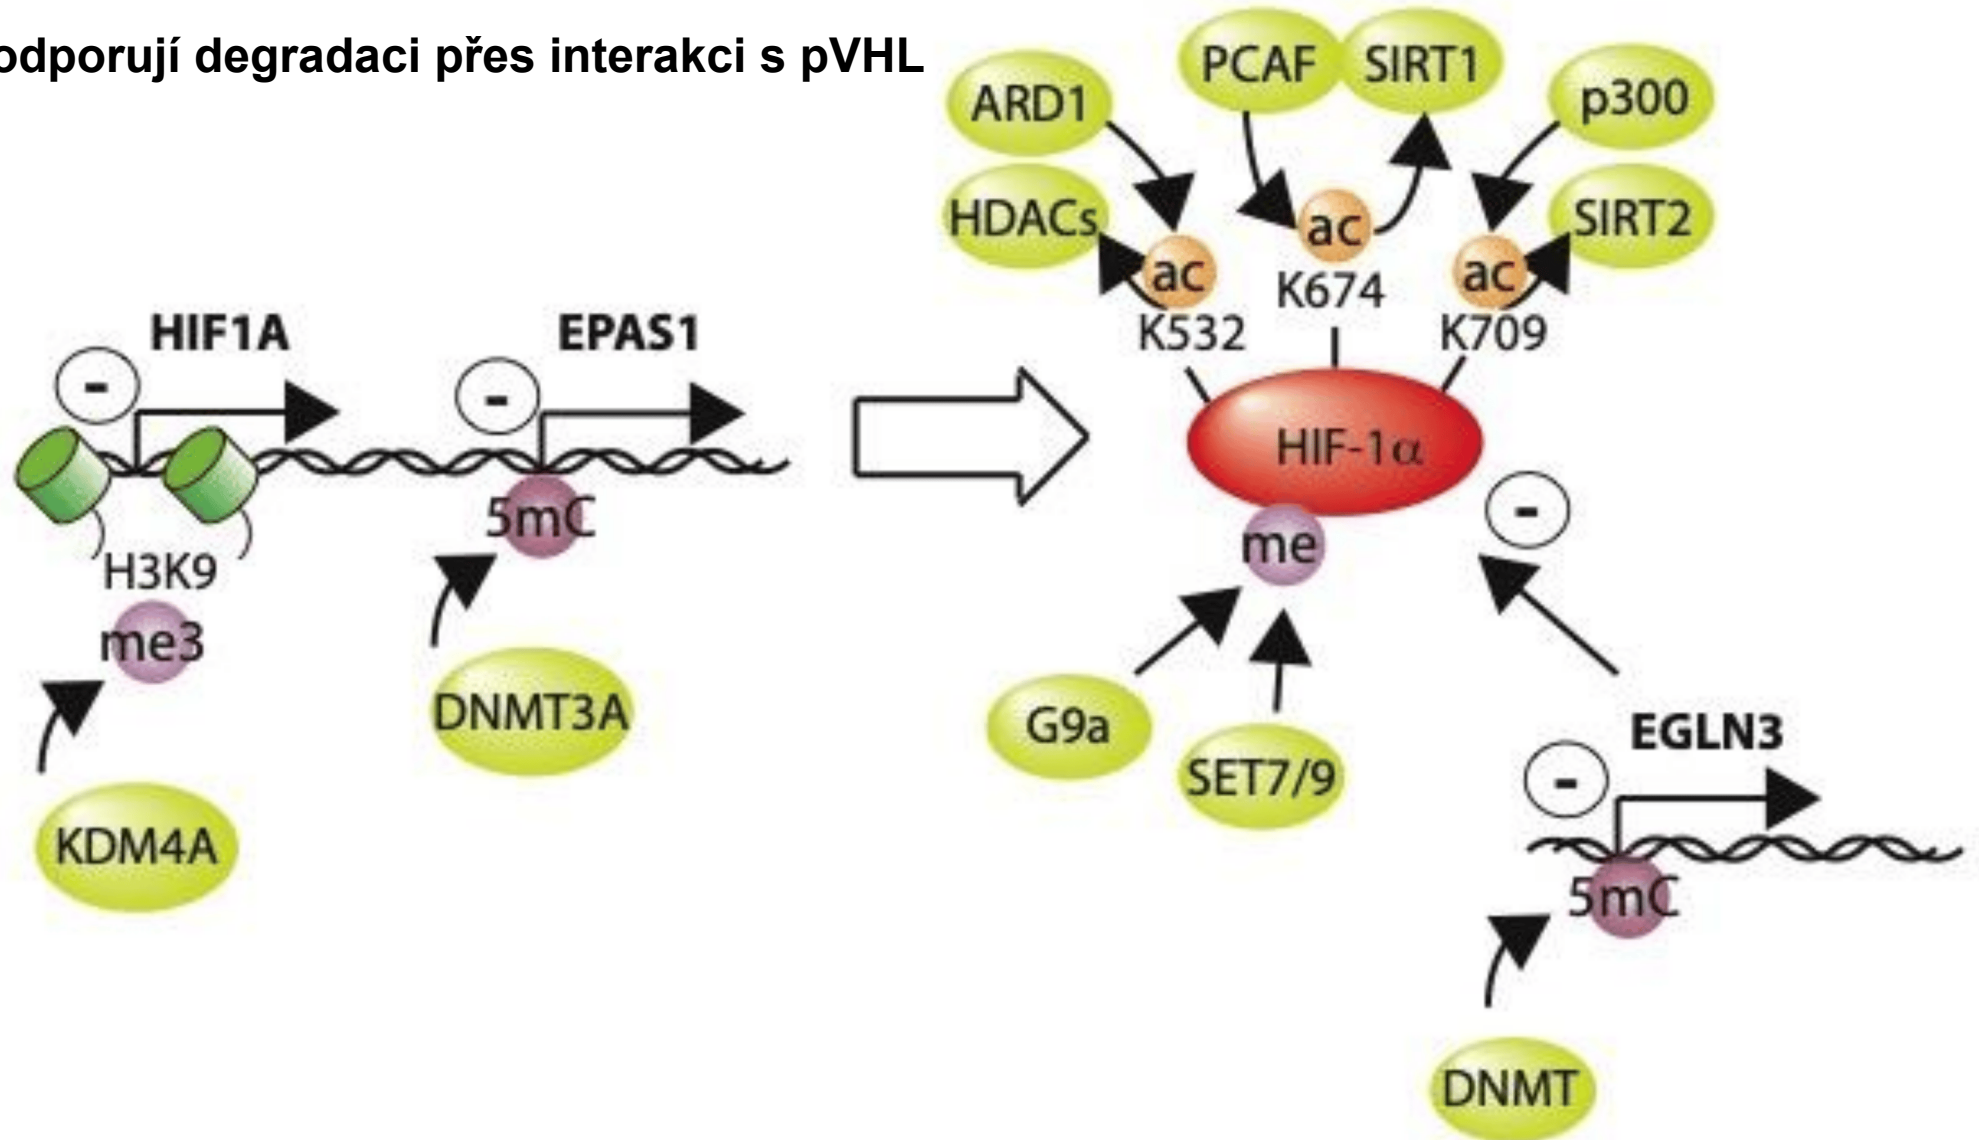 odporují degradaci přes interakci s pVHL
ARD1
PCAF
SIRT1
p300
HDACs
SIRT2
ac
ac
ac
K532
K674
K709
HIF1A
EPAS1
-
-
HIF-1α
5mC
me
-
H3K9
me3
DNMT3A
G9a
SET7/9
EGLN3
-
KDM4A
5mC
DNMT